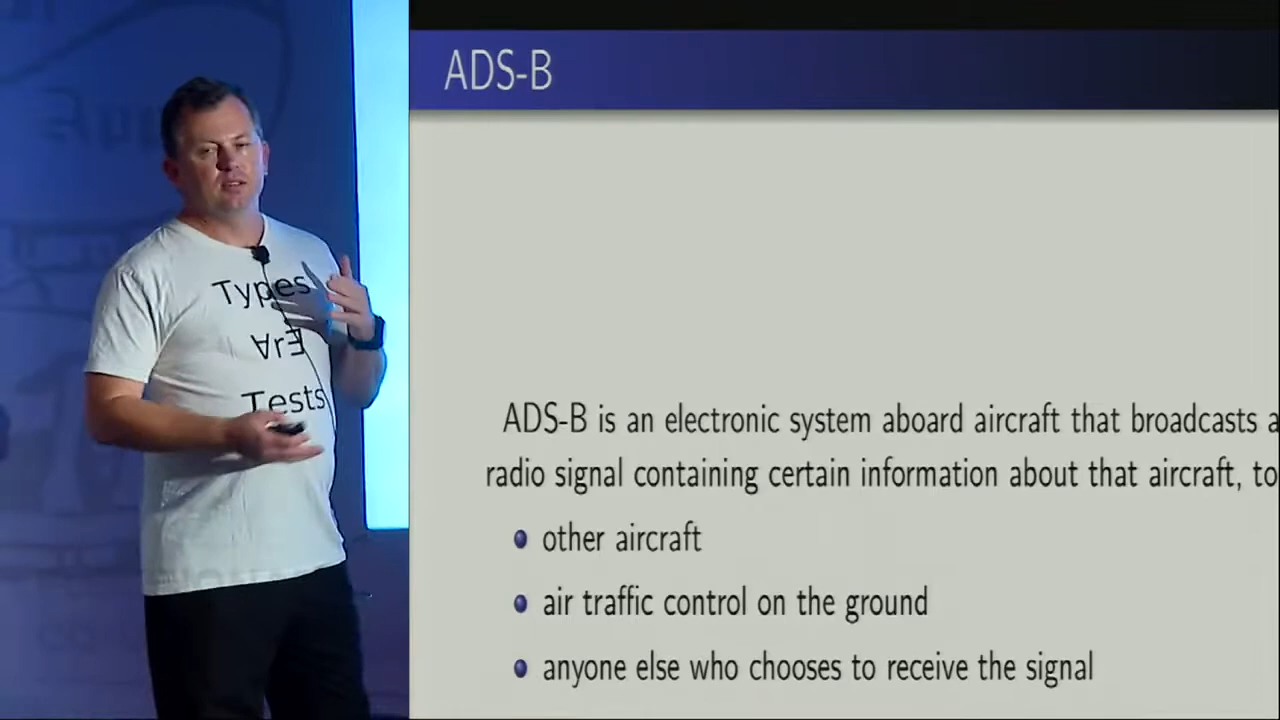 ADS-B
Types
∀r∃
Tests
ADS-B is an electronic system aboard aircraft that broadcasts a
radio signal containing certain information about that aircraft, to
other aircraft
air traffic control on the ground
anyone else who chooses to receive the signal